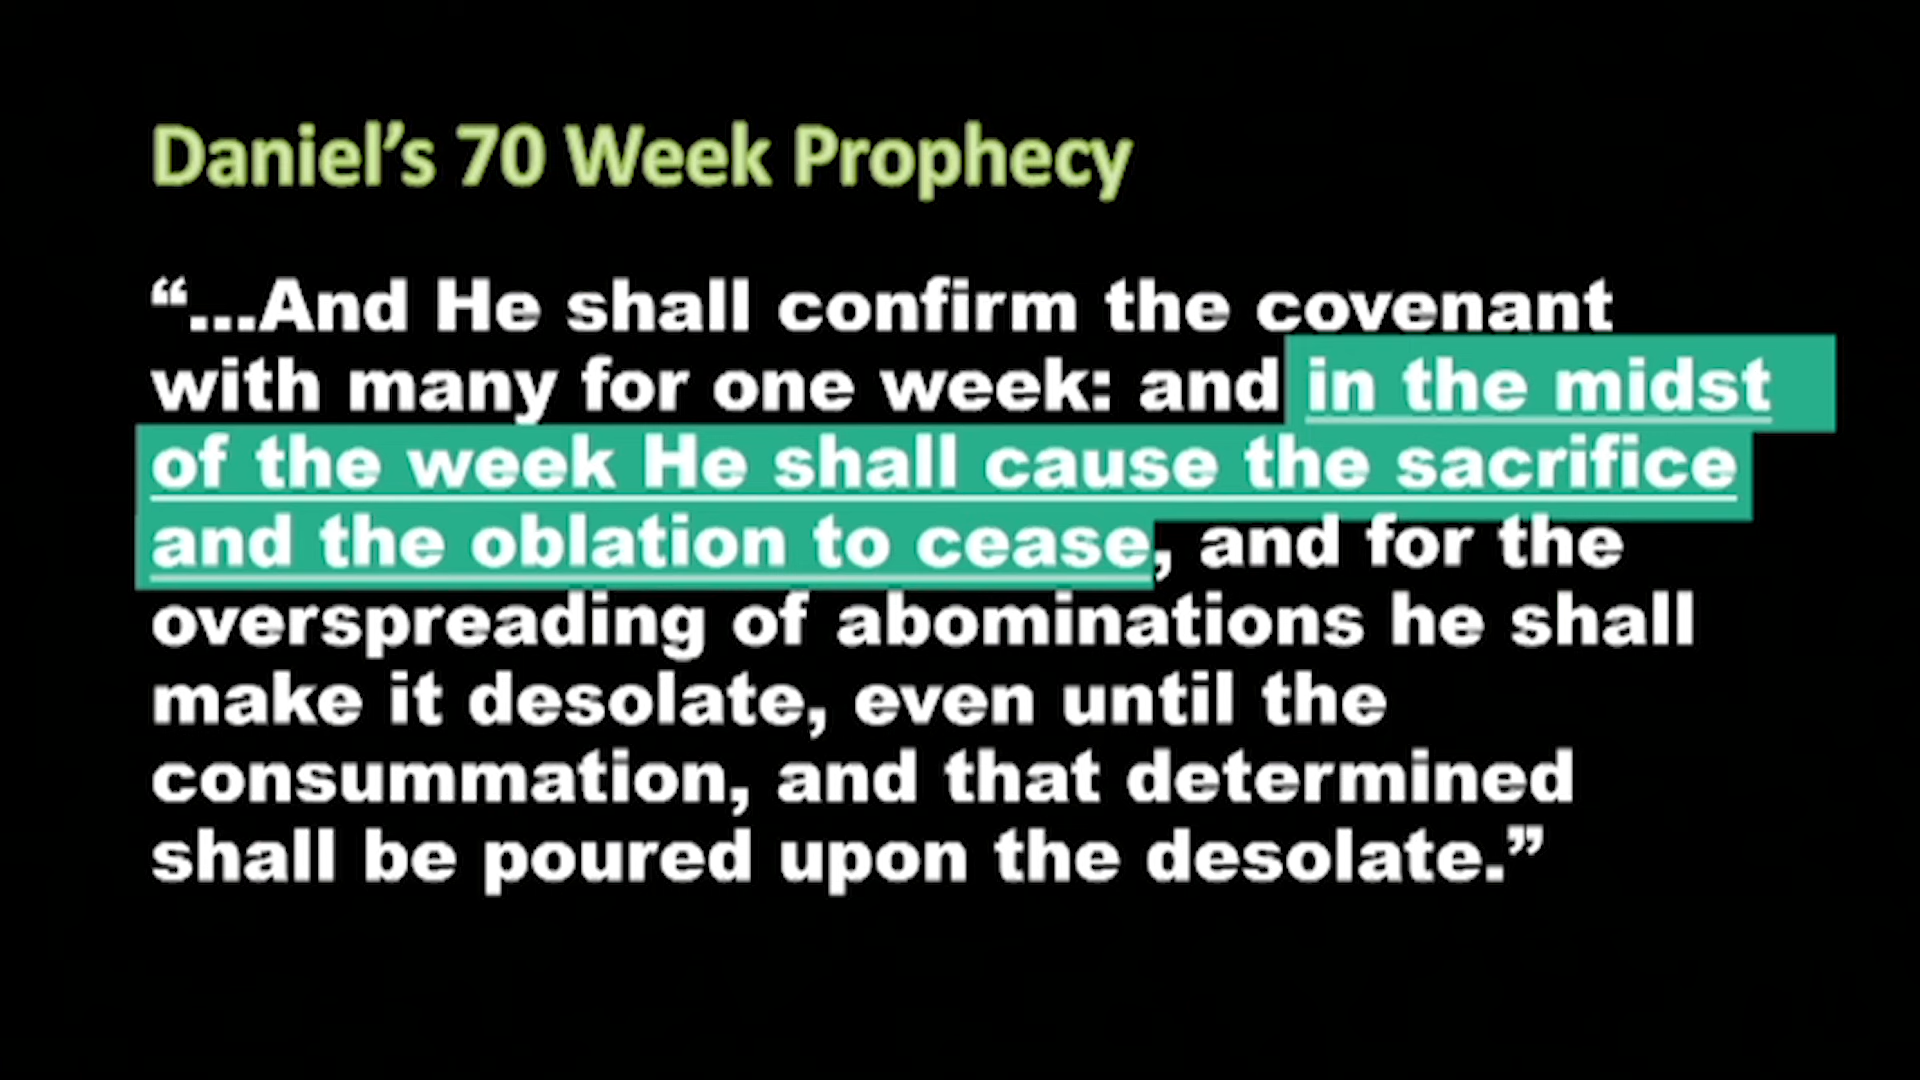 Daniel’s 70 Week Prophecy
“...And He shall confirm the covenant
with many for one week: and in the midst
of the week He shall cause the sacrifice
and the oblation to cease, and for the
overspreading of abominations he shall
make it desolate, even until the
consummation, and that determined
shall be poured upon the desolate.”